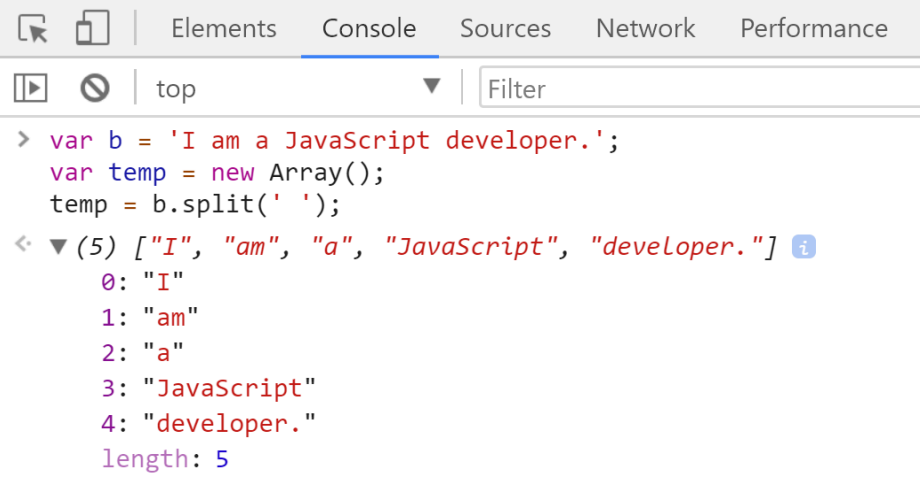 Elements Console Sources Network Performance
top Filter
var b = 'I am a JavaScript developer.';
var temp = new Array();
temp = b.split(' ');
(5) ["I", "am", "a", "JavaScript", "developer."] i
0: "I"
1: "am"
2: "a"
3: "JavaScript"
4: "developer."
length: 5